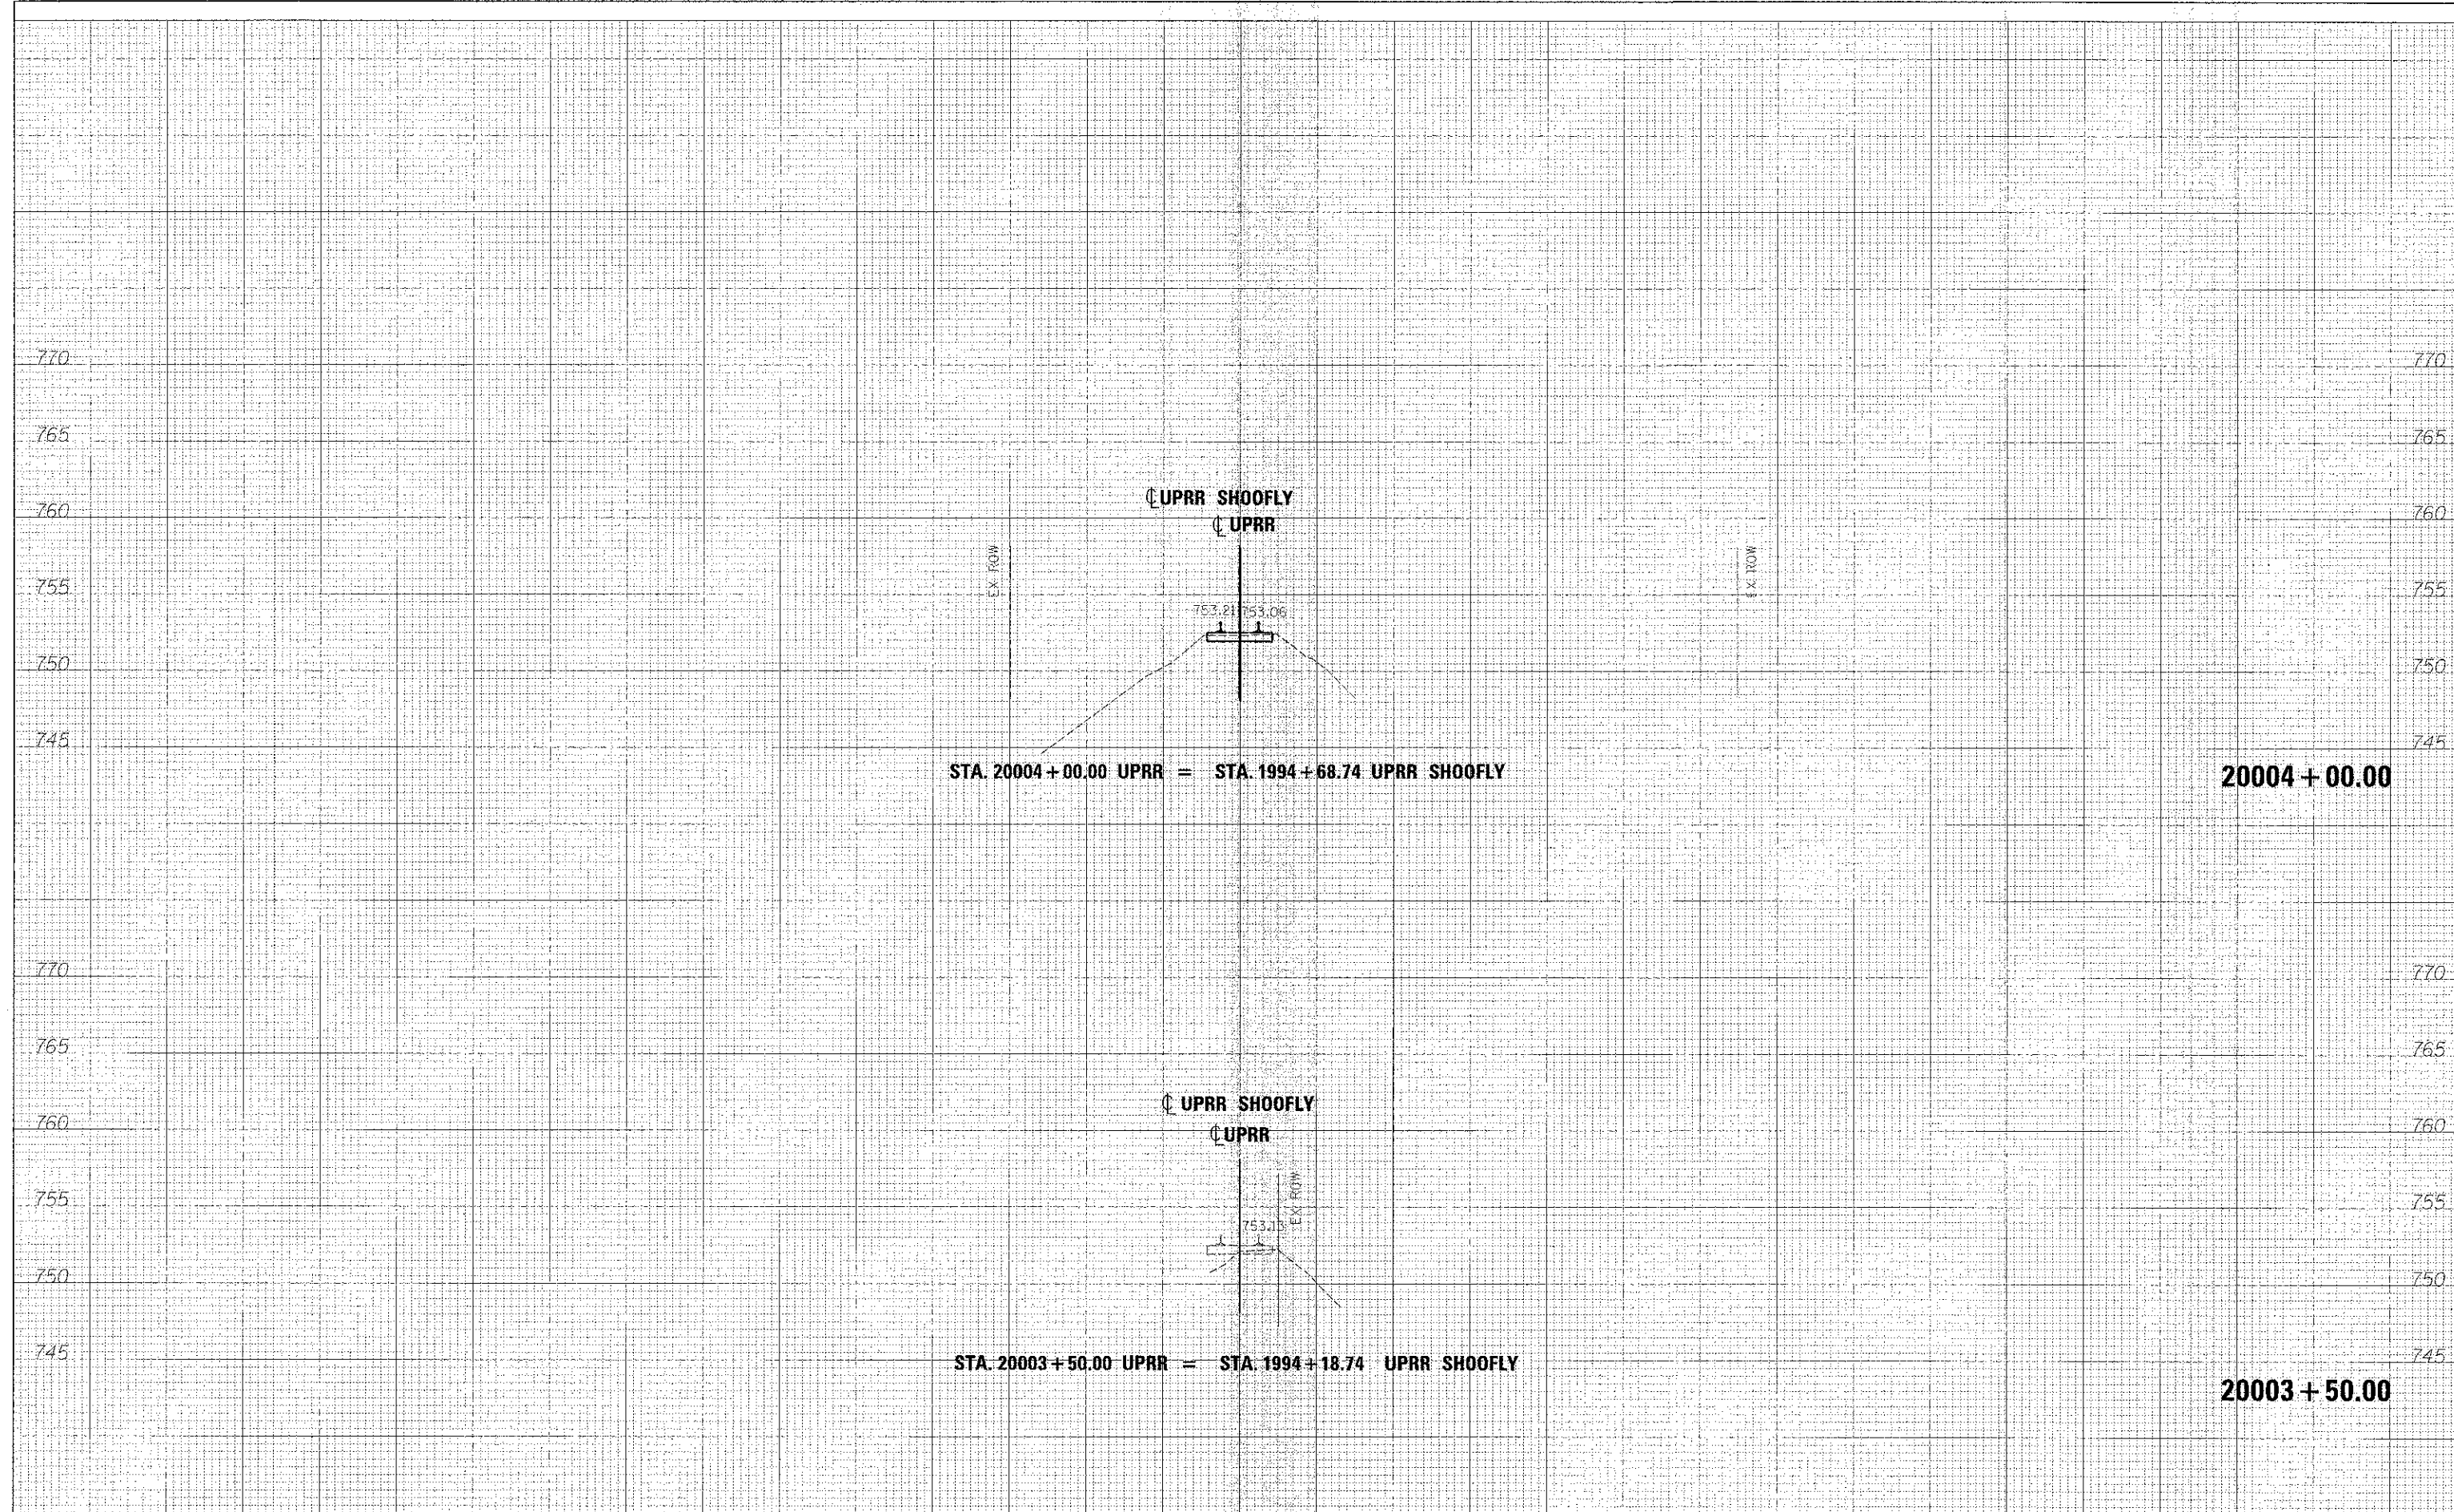 770 770
765 765
℄ UPRR SHOOFLY
760 760
℄ UPRR
EX ROW EX ROW
755 755
753.21 753.06
750 750
745 745
STA. 20004+00.00 UPRR = STA. 1994+68.74 UPRR SHOOFLY
20004+00.00
770 770
765 765
℄ UPRR SHOOFLY
760 760
℄ UPRR
EX ROW
755 755
753.13
750 750
745 745
STA. 20003+50.00 UPRR = STA. 1994+18.74 UPRR SHOOFLY
20003+50.00